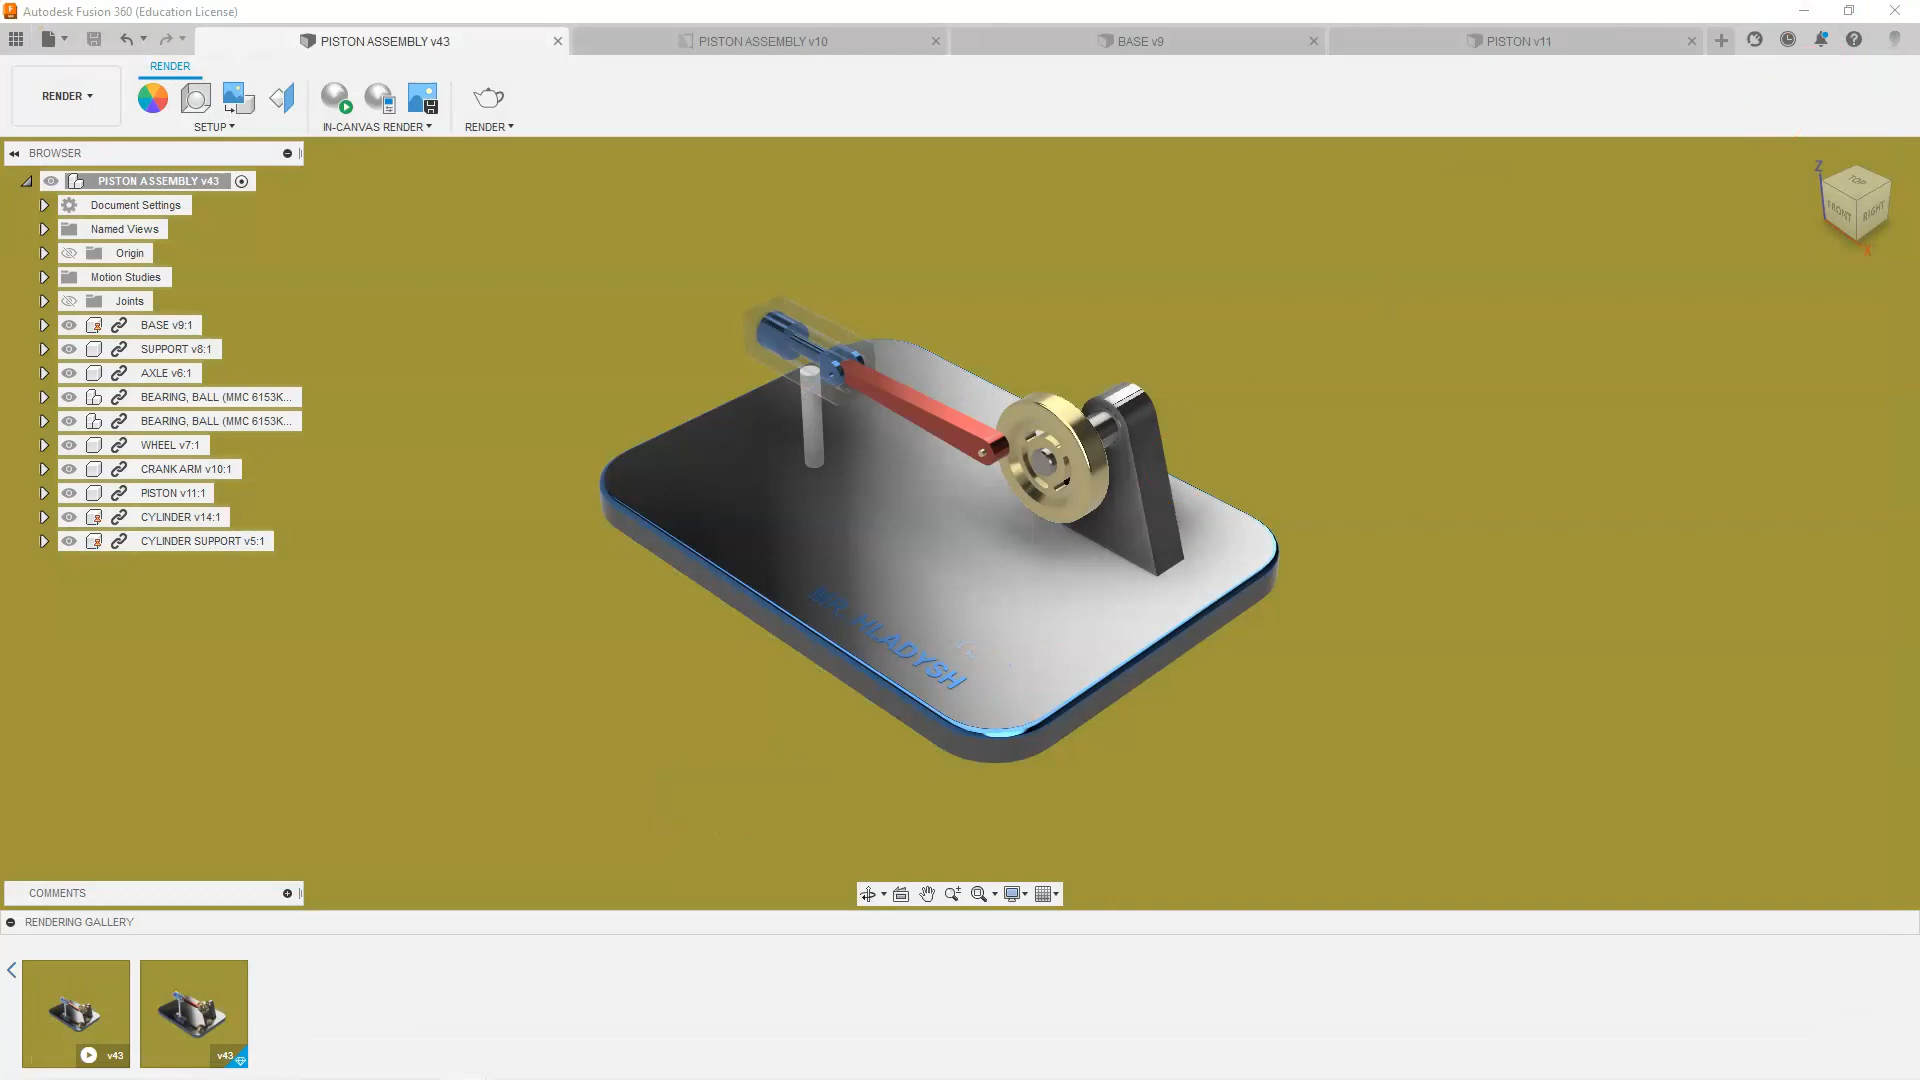 Autodesk Fusion 360 (Education License)
PISTON ASSEMBLY v43
PISTON ASSEMBLY v10
BASE v9
PISTON v11
RENDER
RENDER
SETUP
IN-CANVAS RENDER
RENDER
BROWSER
PISTON ASSEMBLY v43
Document Settings
Named Views
Origin
Motion Studies
Joints
BASE v9:1
SUPPORT v8:1
AXLE v6:1
BEARING, BALL (MMC 6153K...
BEARING, BALL (MMC 6153K...
WHEEL v7:1
CRANK ARM v10:1
PISTON v11:1
CYLINDER v14:1
CYLINDER SUPPORT v5:1
Z
TOP
FRONT
RIGHT
X
MR. HLADYSH
COMMENTS
RENDERING GALLERY
v43
v43